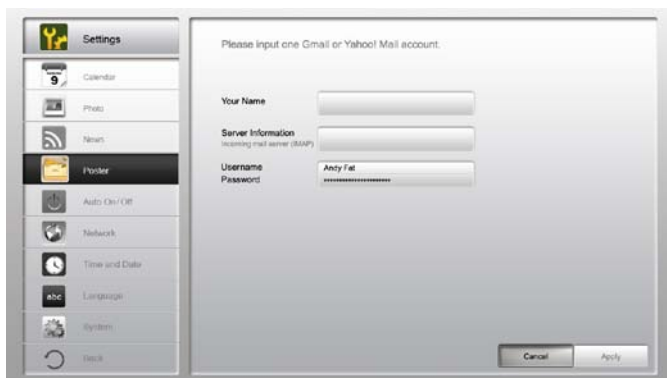 Settings
9
Calendar
Photo
News
Poster
Auto On / Off
Network
Time and Date
abc
Language
System
Back
Please input one Gmail or Yahoo! Mail account.
Your Name
Server Information
Incoming mail server (IMAP)
Username
Andy Fat
Password
••••••••••••••••••••••
Cancel
Apply